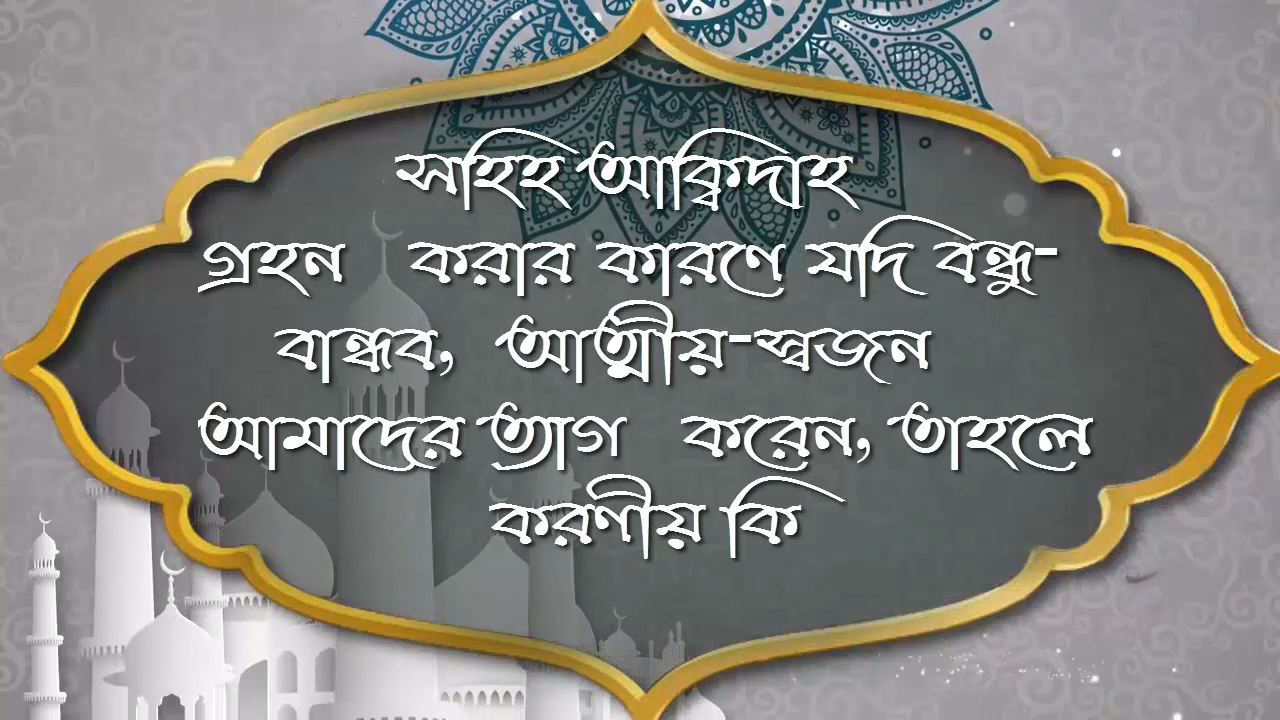 সহিহ আক্বিদাহ
গ্রহন করার কারণে যদি বন্ধু-
বান্ধব, আত্মীয়-স্বজন
আমাদের ত্যাগ করেন, তাহলে
করণীয় কি